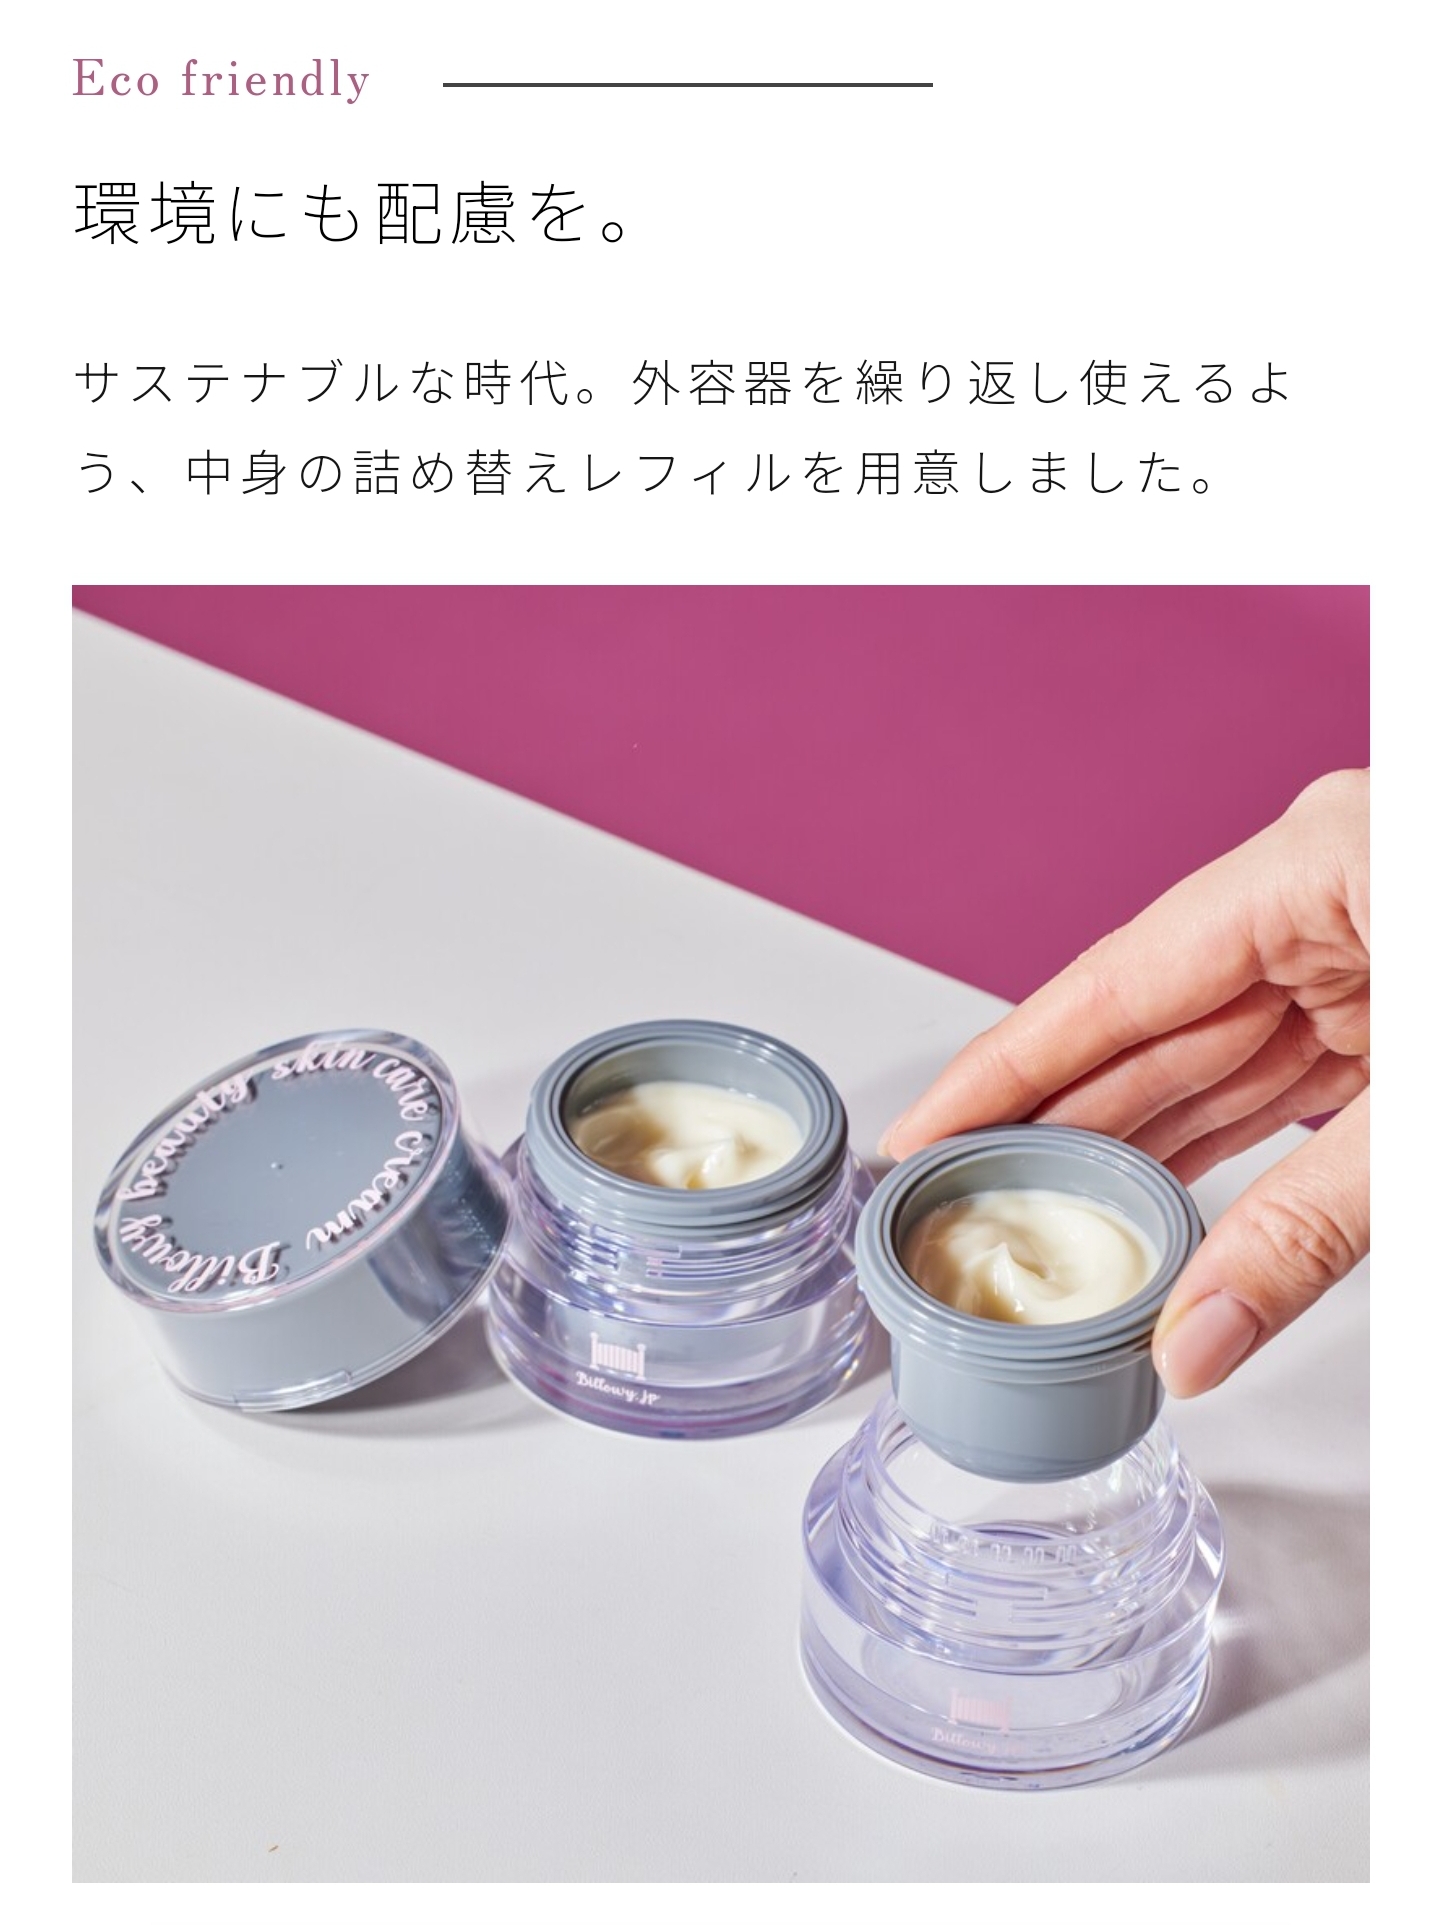 Eco friendly
環境にも配慮を。
サステナブルな時代。外容器を繰り返し使えるよ
う、中身の詰め替えレフィルを用意しました。
Billowy beauty skin care cream
Billowy.jp
Billowy.jp